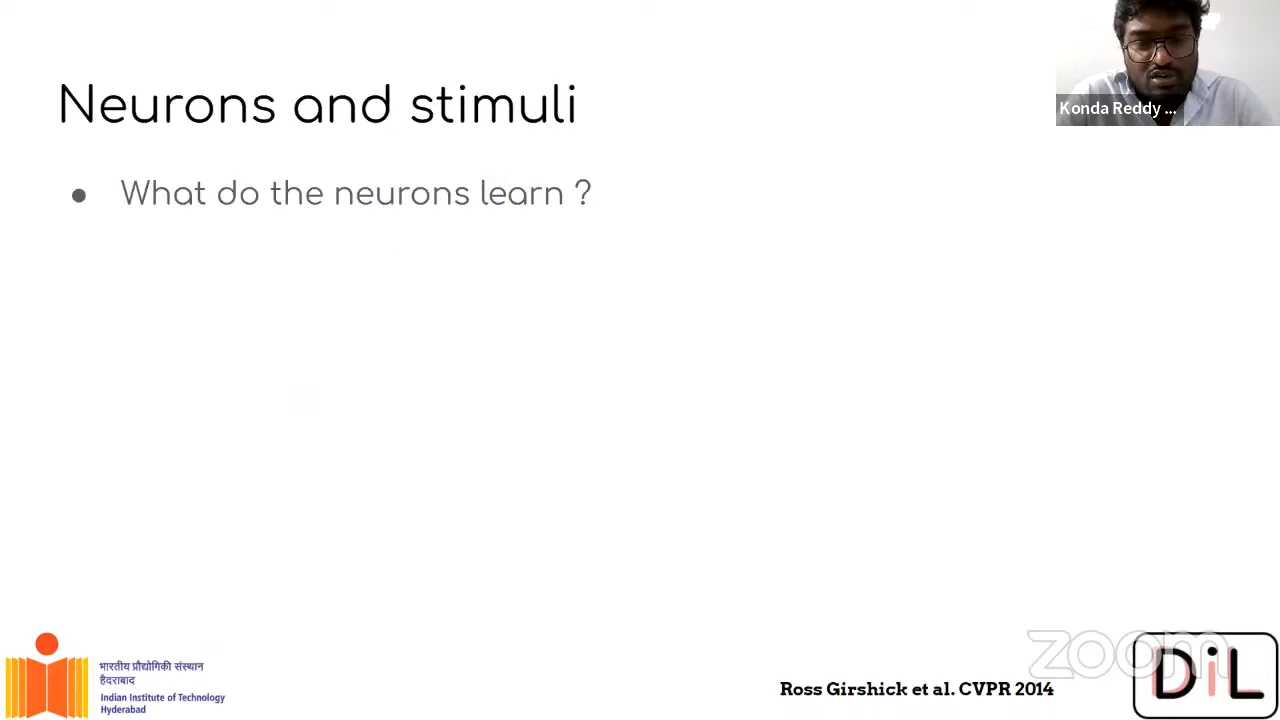 Neurons and stimuli
Konda Reddy ...
● What do the neurons learn ?
भारतीय प्रौद्योगिकी संस्थान
हैदराबाद
Indian Institute of Technology
Hyderabad
Ross Girshick et al. CVPR 2014
zoom
DiL